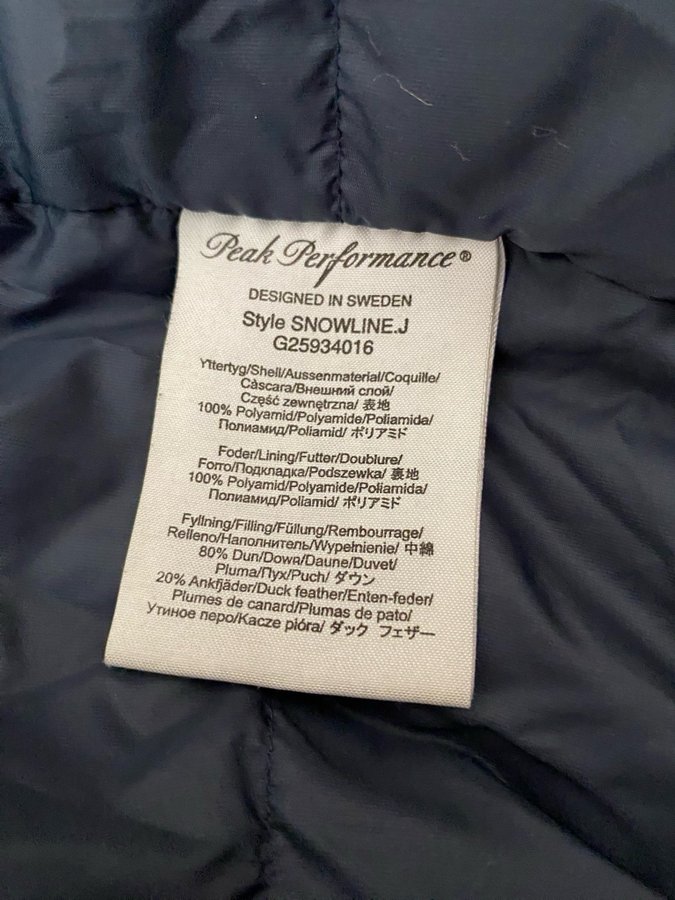 Peak Performance®
DESIGNED IN SWEDEN
Style SNOWLINE.J
G25934016
Yttertyg/Shell/Aussenmaterial/Coquille/
Càscara/Внешний слой/
Część zewnętrzna/ 表地
100% Polyamid/Polyamide/Poliamida/
Полиамид/Poliamid/ ポリアミド
Foder/Lining/Futter/Doublure/
Forro/Подкладка/Podszewka/ 裏地
100% Polyamid/Polyamide/Poliamida/
Полиамид/Poliamid/ ポリアミド
Fyllning/Filling/Füllung/Rembourrage/
Relleno/Наполнитель/Wypełnienie/ 中綿
80% Dun/Down/Daune/Duvet/
Pluma/Пух/Puch/ ダウン
20% Ankfjäder/Duck feather/Enten-feder/
Plumes de canard/Plumas de pato/
Утиное перо/Kacze pióra/ ダック フェザー